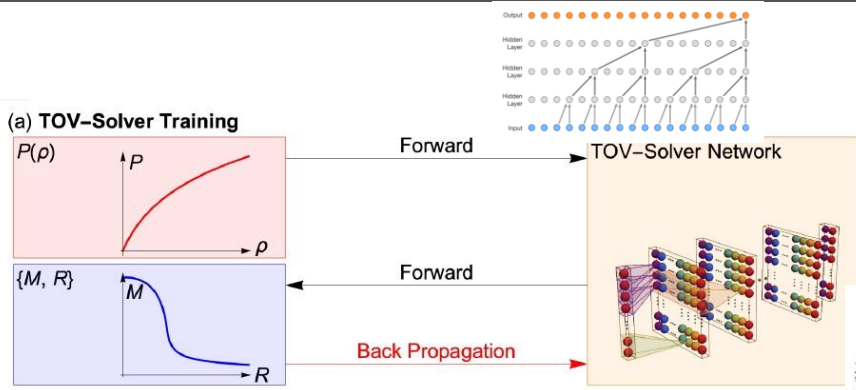 Output
Hidden
Layer
Hidden
Layer
Hidden
Layer
Input
(a) TOV−Solver Training
P(ρ)
P
ρ
Forward
TOV−Solver Network
{M, R}
M
R
Forward
Back Propagation